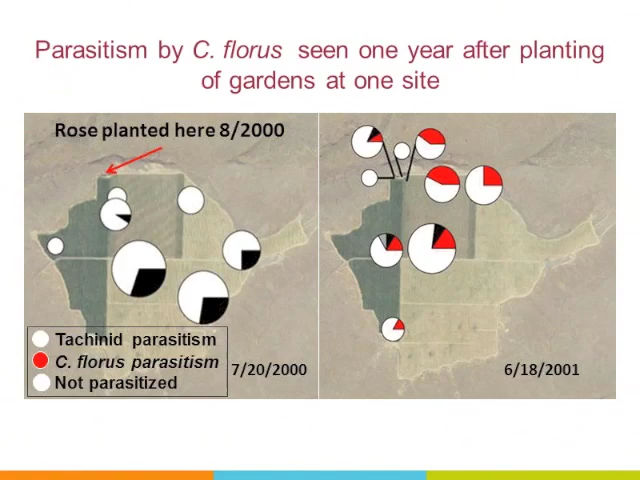 Parasitism by C. florus seen one year after planting
of gardens at one site
Rose planted here 8/2000
Tachinid parasitism
C. florus parasitism
Not parasitized
7/20/2000
6/18/2001